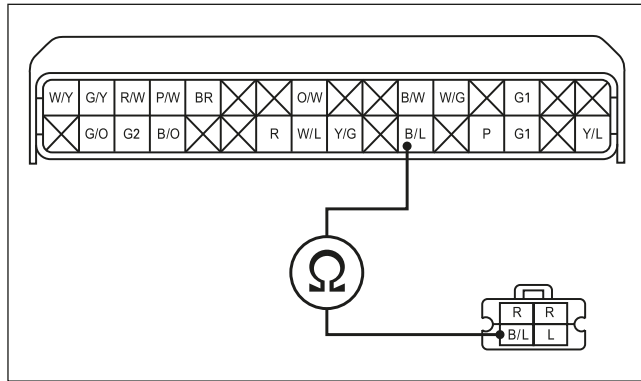 W/Y G/Y R/W P/W BR O/W B/W W/G G1
G/O G2 B/O R W/L Y/G B/L P G1 Y/L
Ω
R R
B/L L